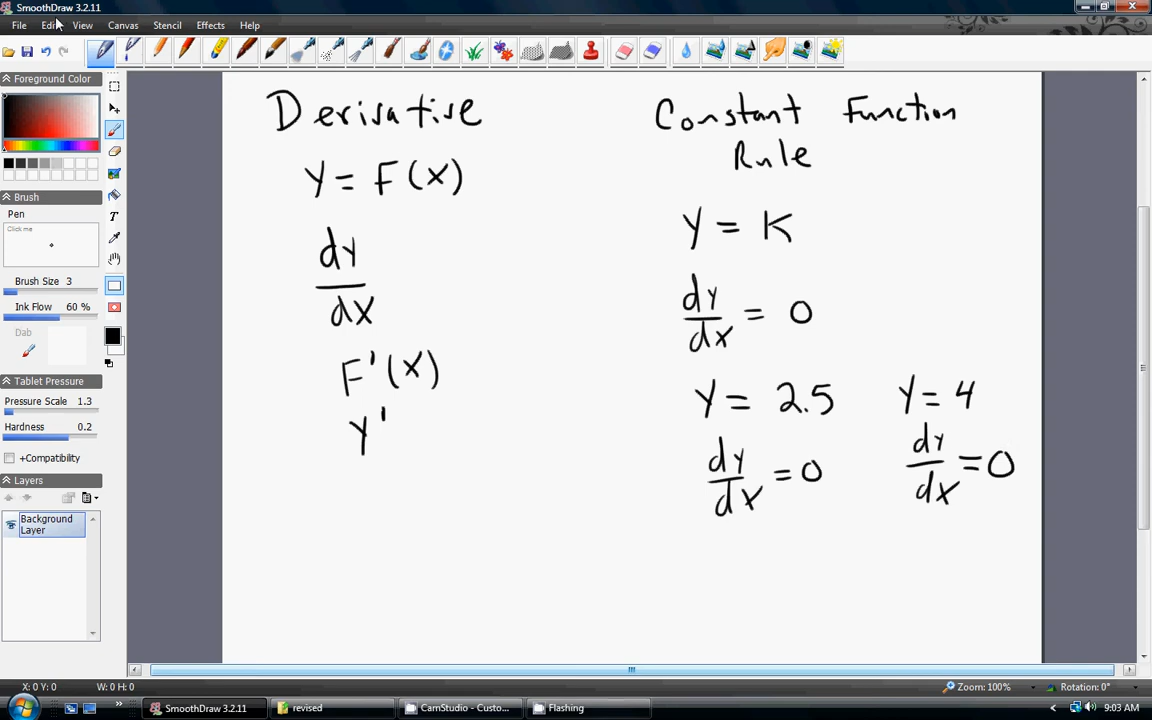 SmoothDraw 3.2.11
File Edit View Canvas Stencil Effects Help
Foreground Color
Brush
Pen
Click me
Brush Size 3
Ink Flow 60 %
Dab
Tablet Pressure
Pressure Scale 1.3
Hardness 0.2
+Compatibility
Layers
Background
Layer
Derivative
Y = F(X)
dy
dx
F'(X)
Y'
Constant Function
Rule
Y = K
dy
dx = 0
Y = 2.5 Y = 4
dy
dx = 0
dy
dx = 0
X: 0 Y: 0 W: 0 H: 0 Zoom: 100% Rotation: 0°
SmoothDraw 3.2.11 revised CamStudio - Custo... Flashing 9:03 AM